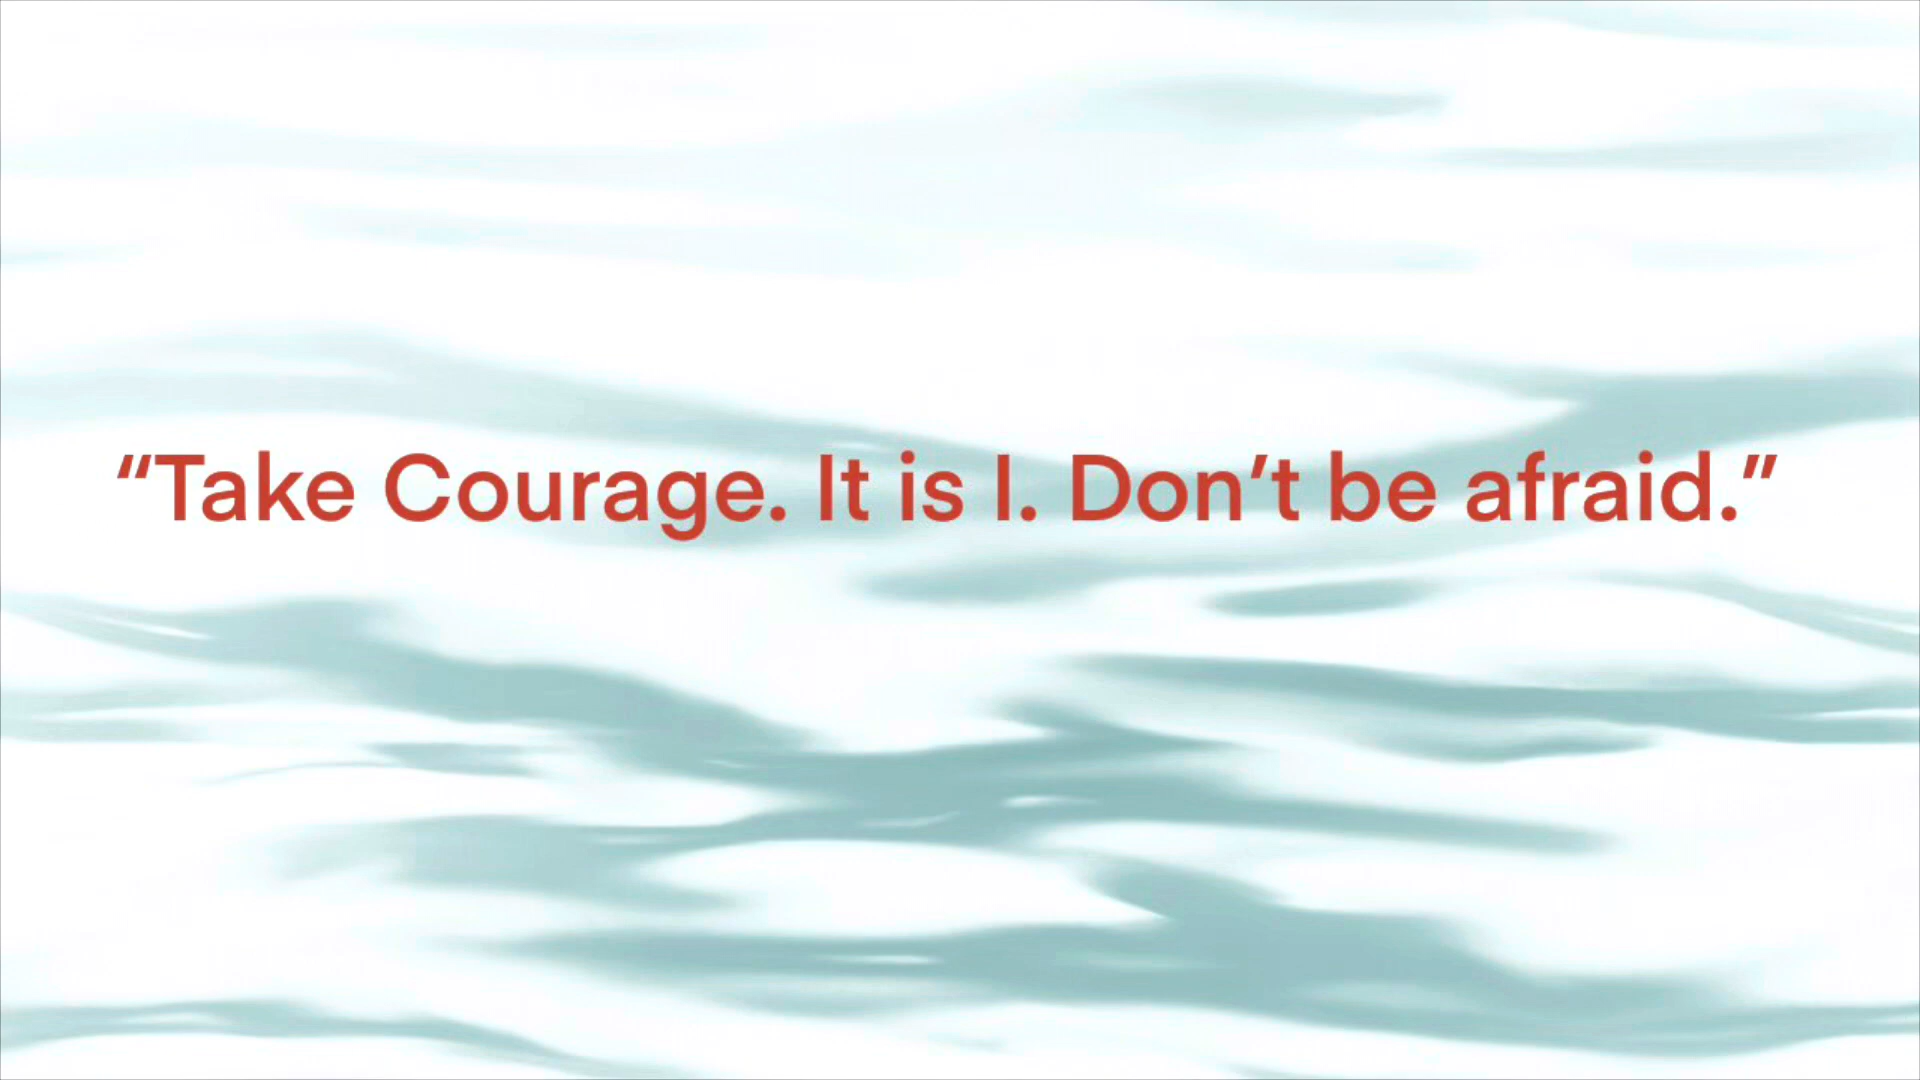 “Take Courage. It is I. Don’t be afraid.”